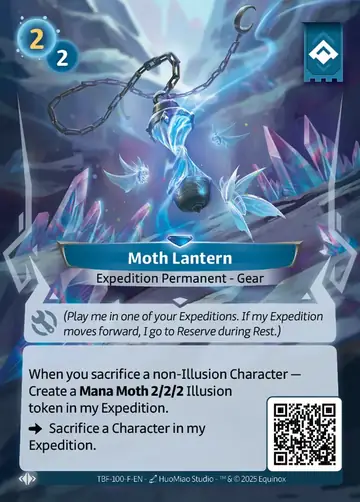 2
2
Moth Lantern
Expedition Permanent - Gear
(Play me in one of your Expeditions. If my Expedition
moves forward, I go to Reserve during Rest.)
When you sacrifice a non-Illusion Character —
Create a Mana Moth 2/2/2 Illusion
token in my Expedition.
➔ Sacrifice a Character in my
Expedition.
TBF-100-F-EN - HuoMiao Studio - ™ & © 2025 Equinox